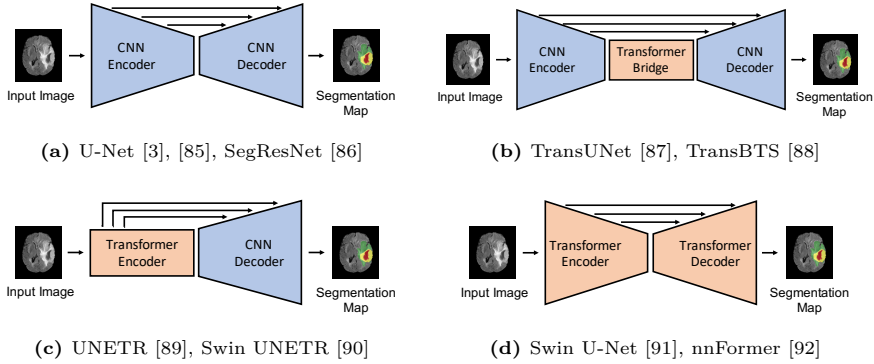 CNN
Encoder
CNN
Decoder
Input Image
Segmentation
Map
(a) U-Net [3], [85], SegResNet [86]
CNN
Encoder
Transformer
Bridge
CNN
Decoder
Input Image
Segmentation
Map
(b) TransUNet [87], TransBTS [88]
Transformer
Encoder
CNN
Decoder
Input Image
Segmentation
Map
(c) UNETR [89], Swin UNETR [90]
Transformer
Encoder
Transformer
Decoder
Input Image
Segmentation
Map
(d) Swin U-Net [91], nnFormer [92]